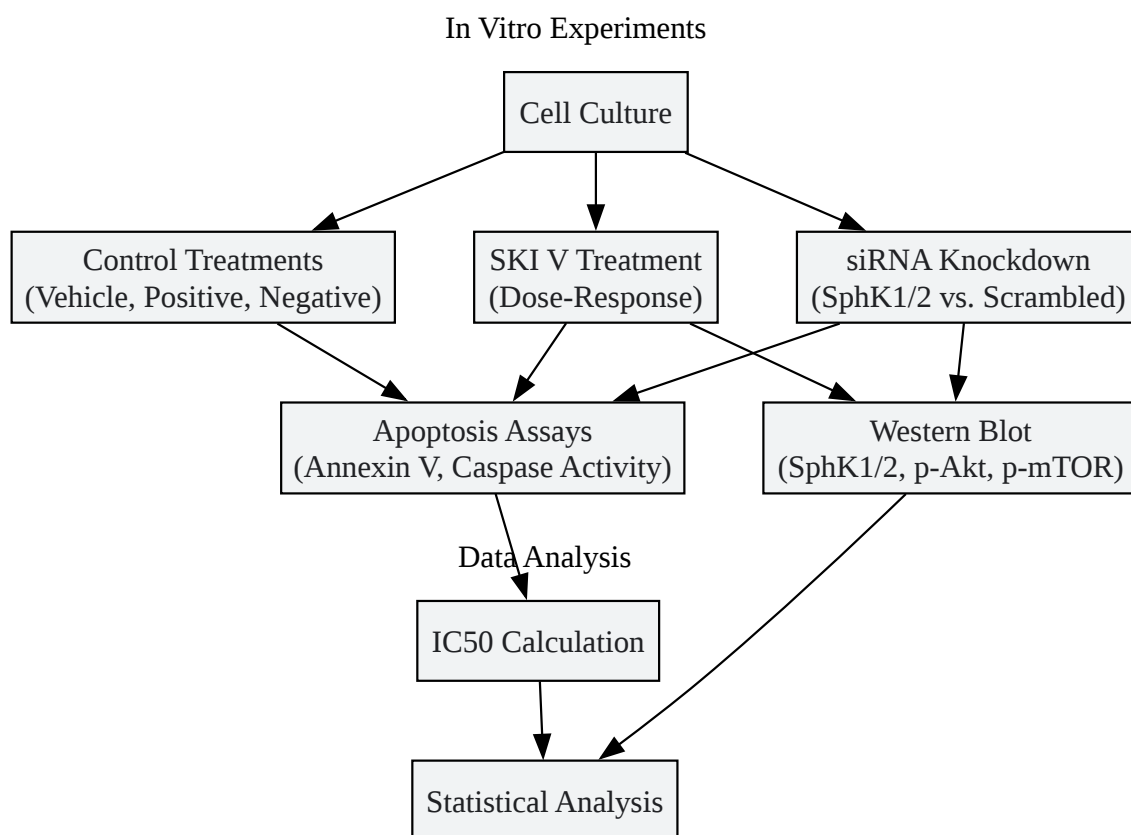 In Vitro Experiments
Cell Culture
Control Treatments
(Vehicle, Positive, Negative)
SKI V Treatment
(Dose-Response)
siRNA Knockdown
(SphK1/2 vs. Scrambled)
Apoptosis Assays
(Annexin V, Caspase Activity)
Western Blot
(SphK1/2, p-Akt, p-mTOR)
Data Analysis
IC50 Calculation
Statistical Analysis